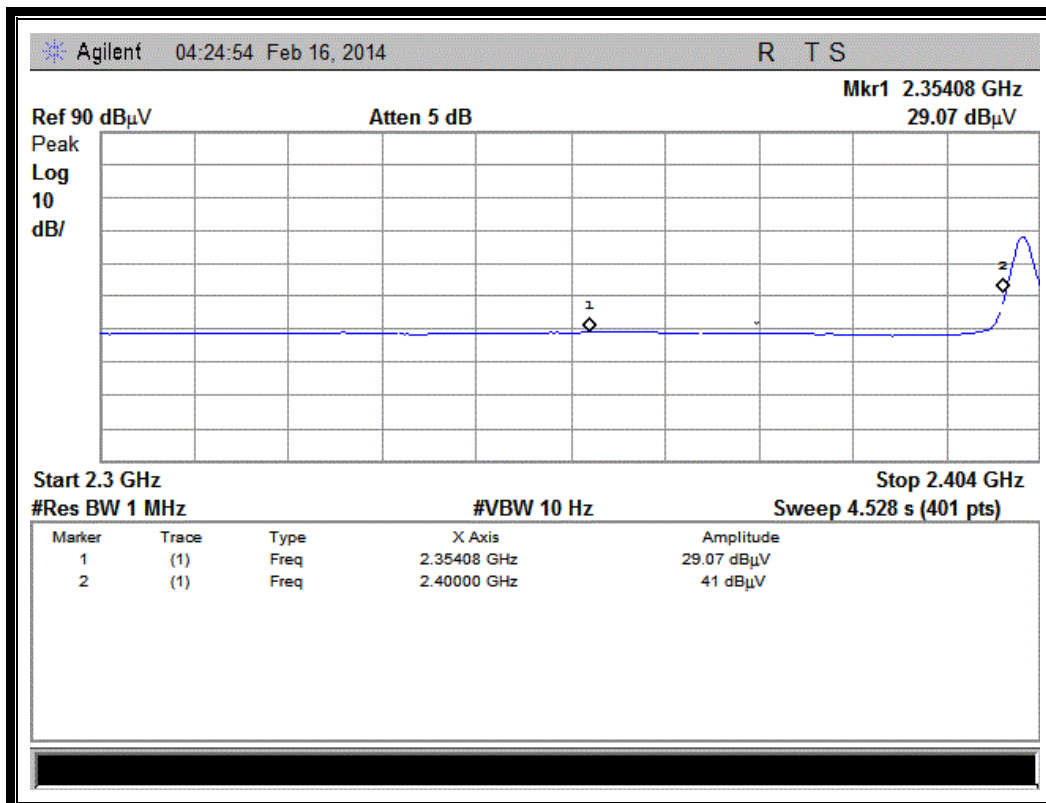 Agilent 04:24:54 Feb 16, 2014 R T S
Mkr1 2.35408 GHz
Ref 90 dBµV Atten 5 dB 29.07 dBµV
Peak
Log
10
dB/
1
2
Start 2.3 GHz Stop 2.404 GHz
#Res BW 1 MHz #VBW 10 Hz Sweep 4.528 s (401 pts)
Marker Trace Type X Axis Amplitude
1 (1) Freq 2.35408 GHz 29.07 dBµV
2 (1) Freq 2.40000 GHz 41 dBµV